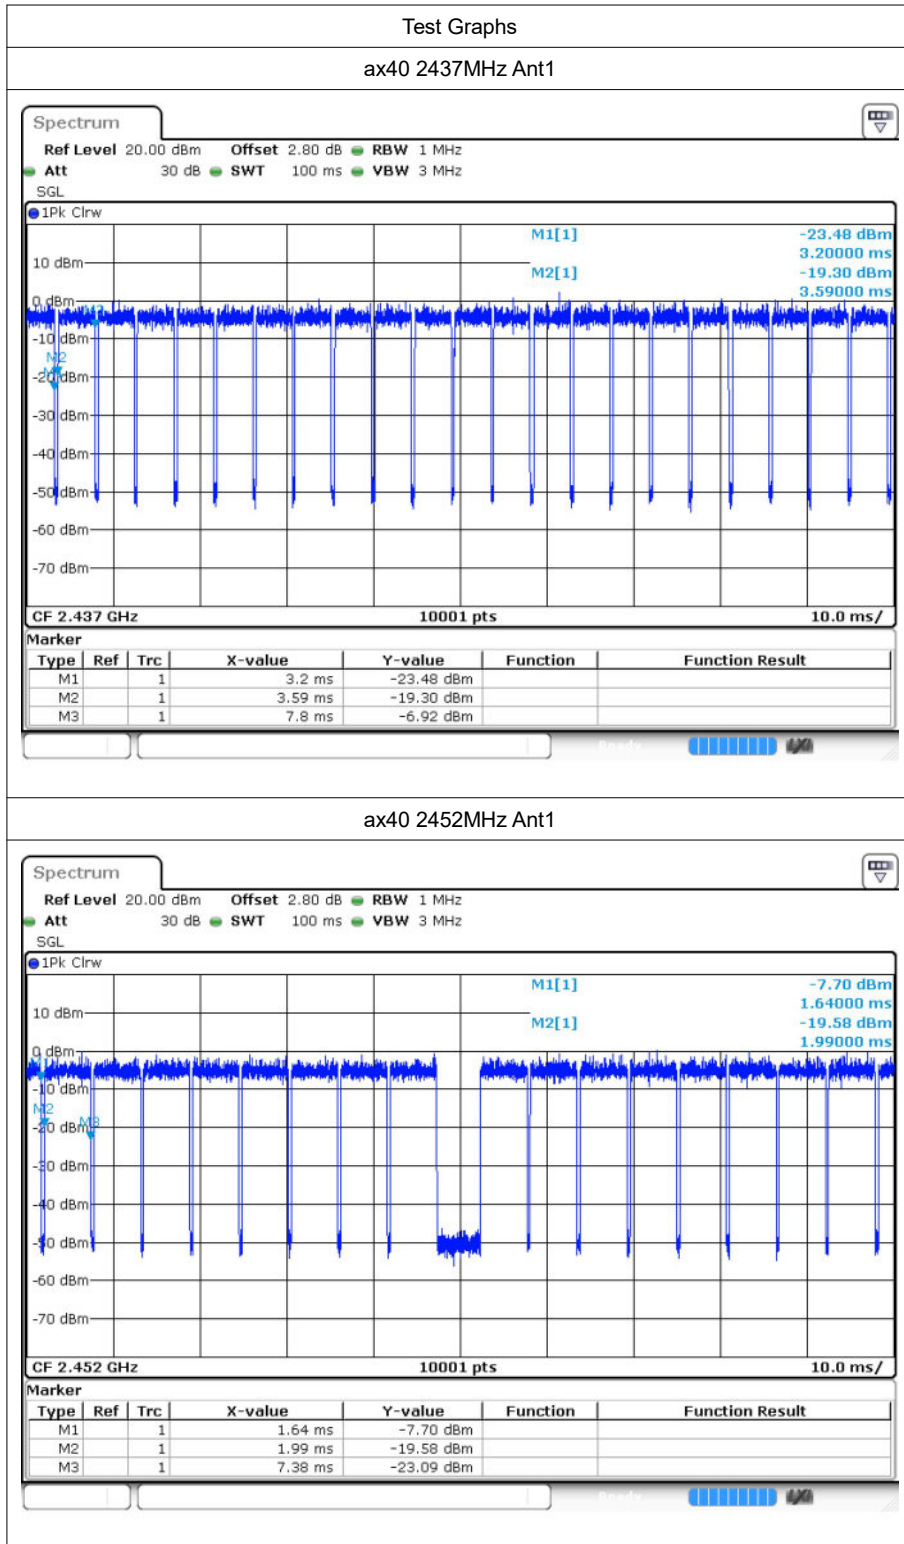 Test Graphs
ax40 2437MHz Ant1
Spectrum
Ref Level 20.00 dBm Offset 2.80 dB RBW 1 MHz
Att 30 dB SWT 100 ms VBW 3 MHz
SGL
1Pk Clrw
M1[1] -23.48 dBm
3.20000 ms
10 dBm
M2[1] -19.30 dBm
3.59000 ms
0 dBm
M3
-10 dBm
M2
-20 dBm
-30 dBm
-40 dBm
-50 dBm
-60 dBm
-70 dBm
CF 2.437 GHz 10001 pts 10.0 ms/
Marker
Type Ref Trc X-value Y-value Function Function Result
M1 1 3.2 ms -23.48 dBm
M2 1 3.59 ms -19.30 dBm
M3 1 7.8 ms -6.92 dBm
Ready
ax40 2452MHz Ant1
Spectrum
Ref Level 20.00 dBm Offset 2.80 dB RBW 1 MHz
Att 30 dB SWT 100 ms VBW 3 MHz
SGL
1Pk Clrw
M1[1] -7.70 dBm
1.64000 ms
10 dBm
M2[1] -19.58 dBm
1.99000 ms
0 dBm
M1
-10 dBm
M2
-20 dBm M3
-30 dBm
-40 dBm
-50 dBm
-60 dBm
-70 dBm
CF 2.452 GHz 10001 pts 10.0 ms/
Marker
Type Ref Trc X-value Y-value Function Function Result
M1 1 1.64 ms -7.70 dBm
M2 1 1.99 ms -19.58 dBm
M3 1 7.38 ms -23.09 dBm
Ready